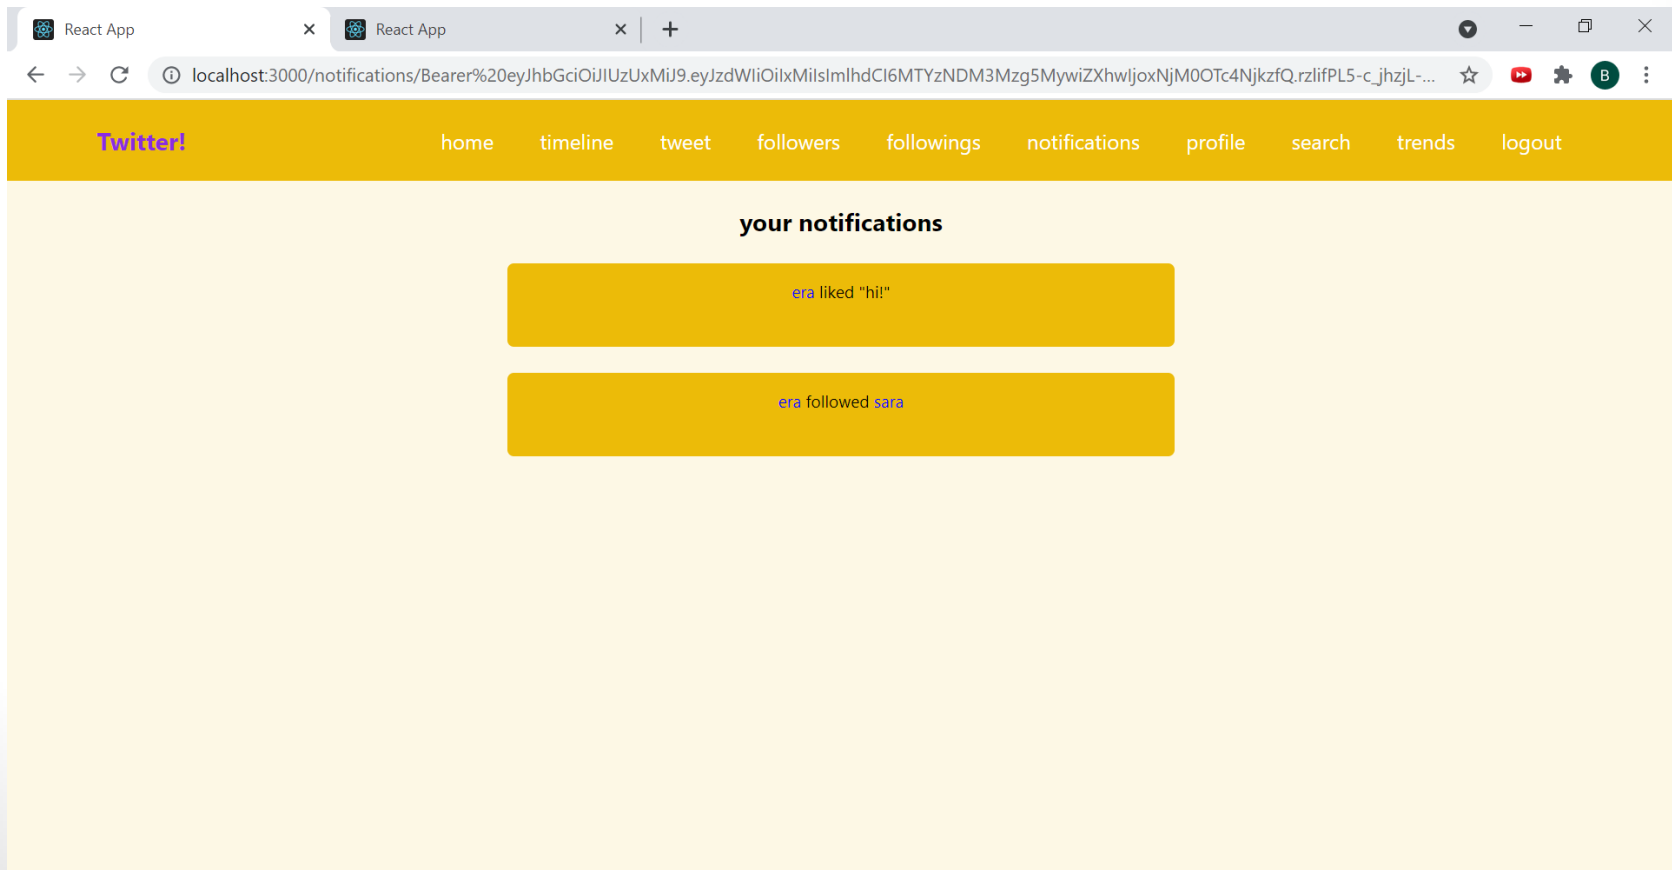 React App
React App
localhost:3000/notifications/Bearer%20eyJhbGciOiJIUzUxMiJ9.eyJzdWIiOiIxMiIsImlhdCI6MTYzNDM3Mzg5MywiZXhwIjoxNjM0OTc4NjkzfQ.rzlifPL5-c_jhzjL-...
B
Twitter!
home timeline tweet followers followings notifications profile search trends logout
your notifications
era liked "hi!"
era followed sara